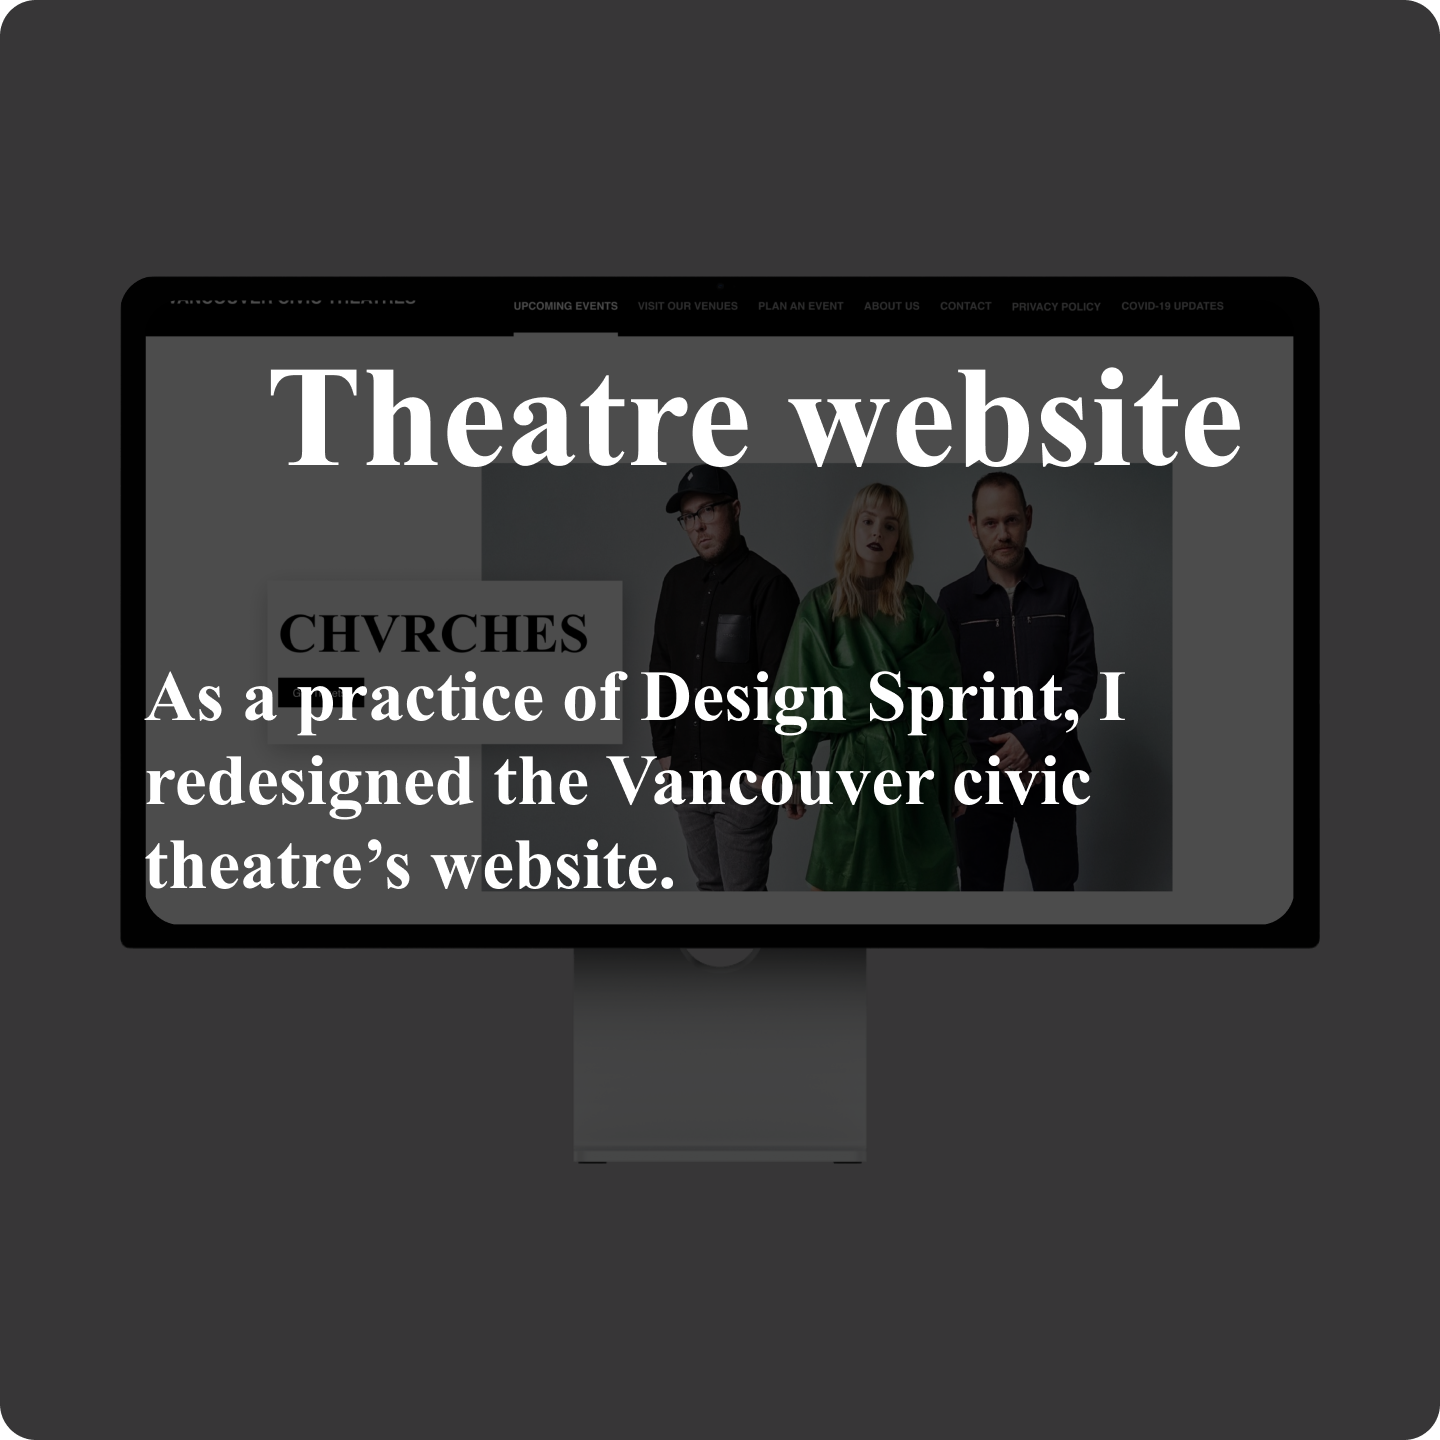 VANCOUVER CIVIC THEATRES
UPCOMING EVENTS VISIT OUR VENUES PLAN AN EVENT ABOUT US CONTACT PRIVACY POLICY COVID-19 UPDATES
Theatre website
CHVRCHES
As a practice of Design Sprint, I
redesigned the Vancouver civic
theatre’s website.